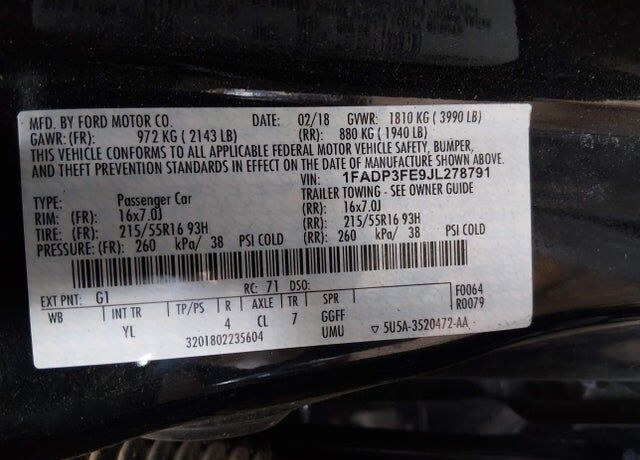 MFD. BY FORD MOTOR CO. DATE: 02/18 GVWR: 1810 KG ( 3990 LB)
GAWR: (FR): 972 KG ( 2143 LB) (RR): 880 KG ( 1940 LB)
THIS VEHICLE CONFORMS TO ALL APPLICABLE FEDERAL MOTOR VEHICLE SAFETY, BUMPER,
AND THEFT PREVENTION STANDARDS IN EFFECT ON THE DATE OF MANUFACTURE SHOWN ABOVE.
VIN: 1FADP3FE9JL278791
TYPE: Passenger Car TRAILER TOWING - SEE OWNER GUIDE
RIM: (FR): 16x7.0J (RR): 16x7.0J
TIRE: (FR): 215/55R16 93H (RR): 215/55R16 93H
PRESSURE: (FR): 260 kPa/ 38 PSI COLD (RR): 260 kPa/ 38 PSI COLD
EXT PNT: G1 RC: 71 DSO: F0064
WB INT TR TP/PS R AXLE TR SPR R0079
YL 4 CL 7 GGFF
3201802235604 UMU ▽ 5U5A-3520472-AA